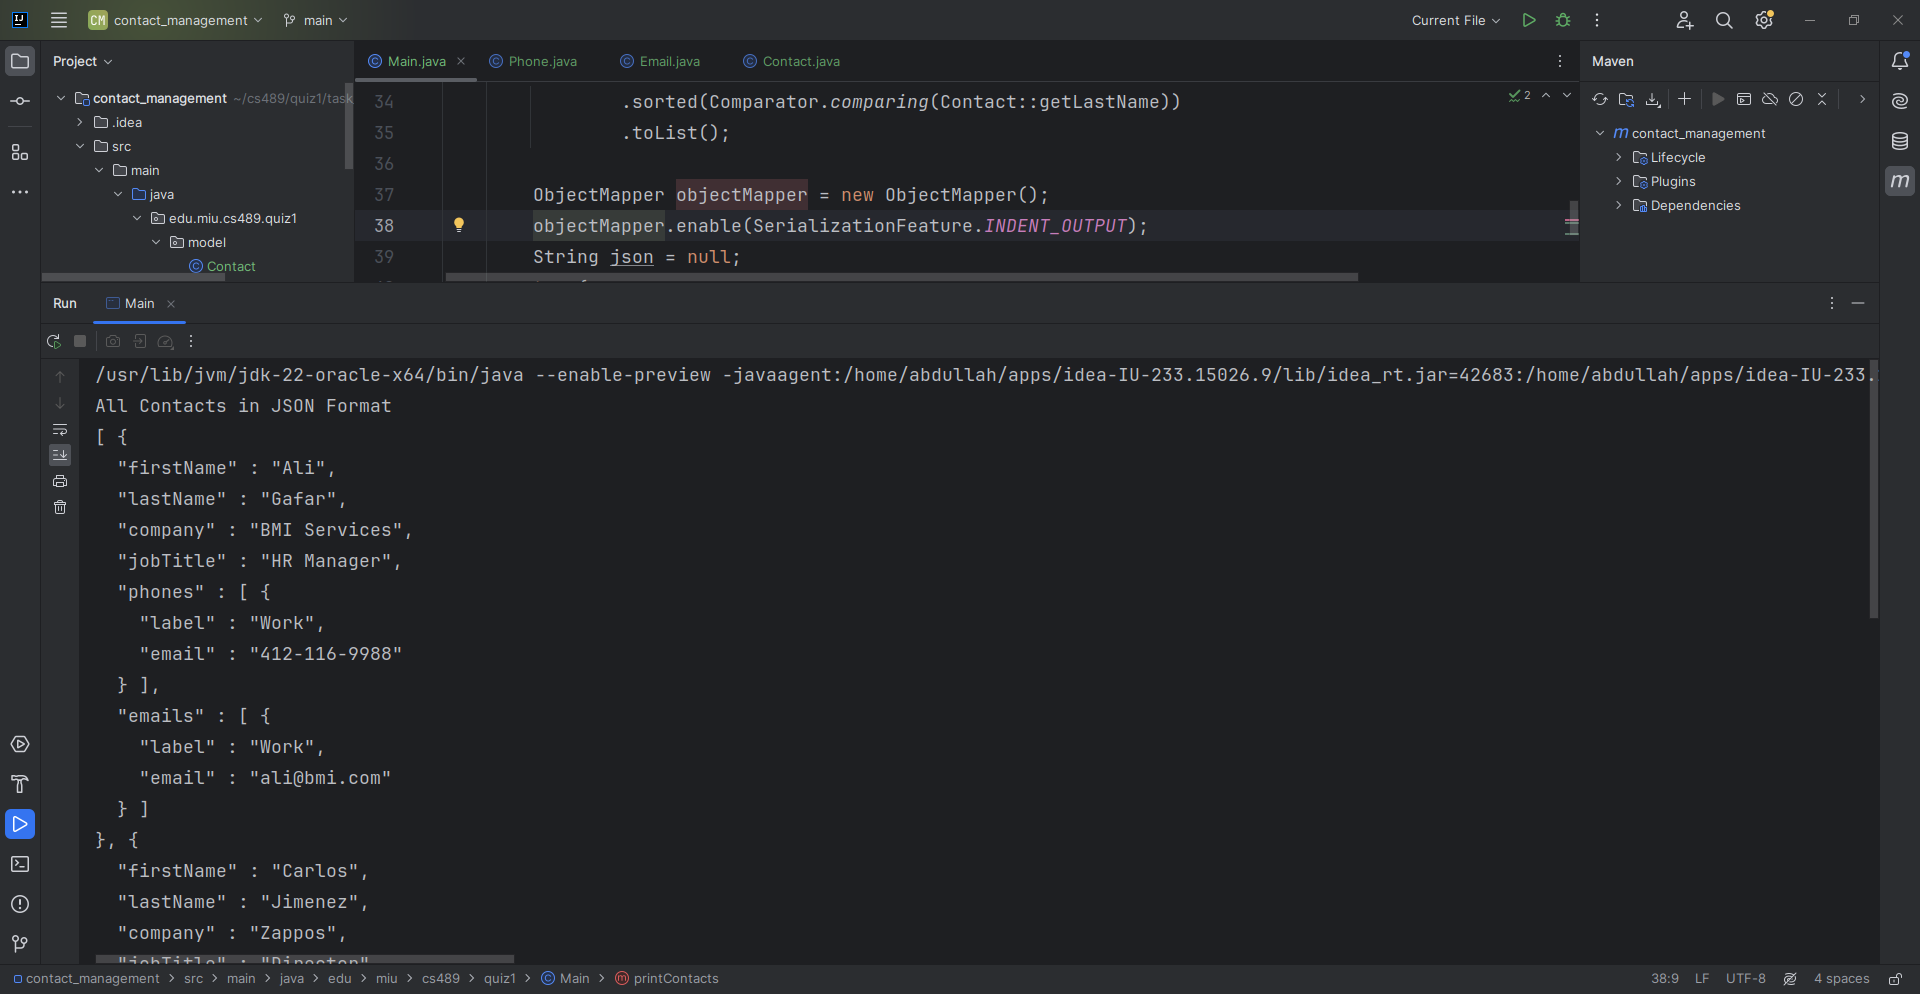 CM contact_management main Current File
Project
Main.java Phone.java Email.java Contact.java
Maven
contact_management ~/cs489/quiz1/task
.idea
src
main
java
edu.miu.cs489.quiz1
model
Contact
34 .sorted(Comparator.comparing(Contact::getLastName))
35 .toList();
36
37 ObjectMapper objectMapper = new ObjectMapper();
38 objectMapper.enable(SerializationFeature.INDENT_OUTPUT);
39 String json = null;
2
m contact_management
Lifecycle
Plugins
Dependencies
Run Main
/usr/lib/jvm/jdk-22-oracle-x64/bin/java --enable-preview -javaagent:/home/abdullah/apps/idea-IU-233.15026.9/lib/idea_rt.jar=42683:/home/abdullah/apps/idea-IU-233.
All Contacts in JSON Format
[ {
"firstName" : "Ali",
"lastName" : "Gafar",
"company" : "BMI Services",
"jobTitle" : "HR Manager",
"phones" : [ {
"label" : "Work",
"email" : "412-116-9988"
} ],
"emails" : [ {
"label" : "Work",
"email" : "ali@bmi.com"
} ]
}, {
"firstName" : "Carlos",
"lastName" : "Jimenez",
"company" : "Zappos",
"jobTitle" : "Director"
contact_management > src > main > java > edu > miu > cs489 > quiz1 > Main > printContacts
38:9 LF UTF-8 4 spaces